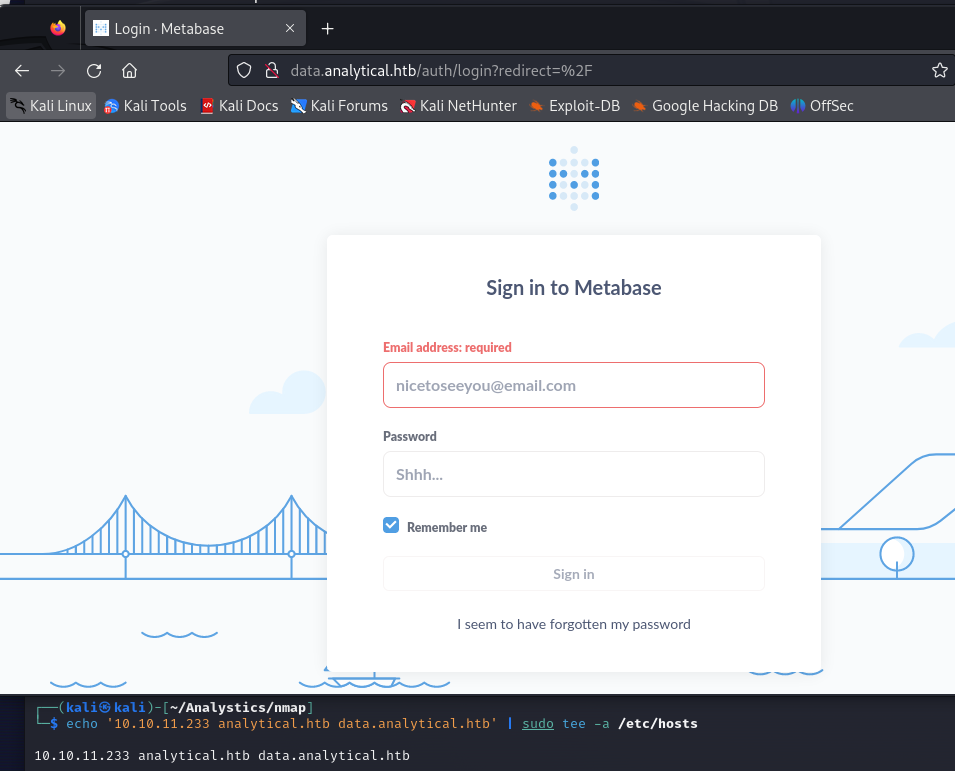 Login · Metabase
data.analytical.htb/auth/login?redirect=%2F
Kali Linux Kali Tools Kali Docs Kali Forums Kali NetHunter Exploit-DB Google Hacking DB OffSec
Sign in to Metabase
Email address: required
nicetoseeyou@email.com
Password
Shhh...
Remember me
Sign in
I seem to have forgotten my password
┌──(kali㉿kali)-[~/Analystics/nmap]
└─$ echo '10.10.11.233 analytical.htb data.analytical.htb' | sudo tee -a /etc/hosts
10.10.11.233 analytical.htb data.analytical.htb